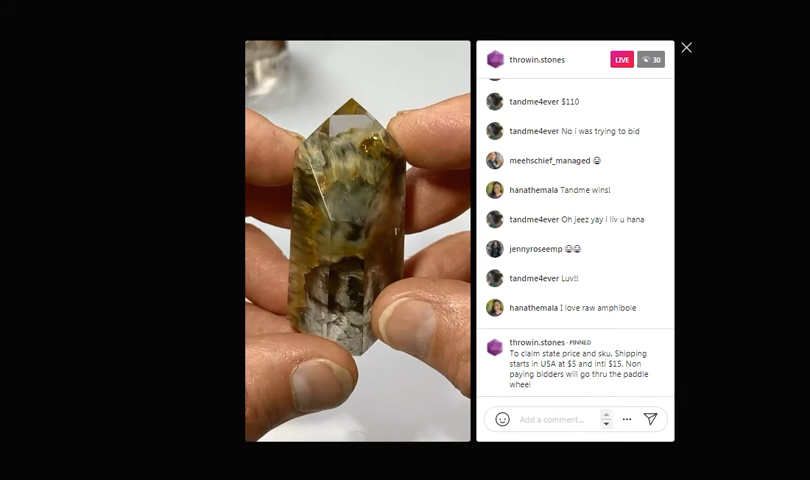 throwin.stones LIVE 30
tandme4ever $110
tandme4ever No i was trying to bid
meehschief_managed
hanathemala Tandme wins!
tandme4ever Oh jeez yay i liv u hana
jennyroseemp
tandme4ever Luv!!
hanathemala I love raw amphibole
throwin.stones · PINNED
To claim state price and sku. Shipping
starts in USA at $5 and intl $15. Non
paying bidders will go thru the paddle
wheel
Add a comment...